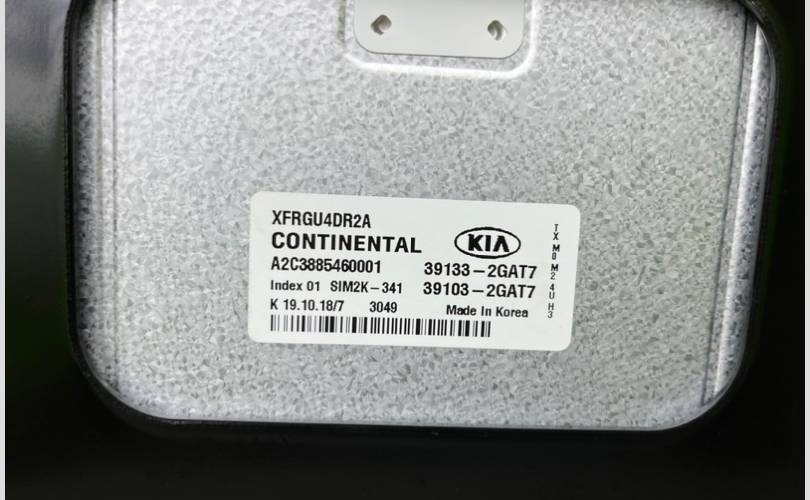 XFRGU4DR2A
CONTINENTAL KIA
A2C3885460001 39133-2GAT7
Index 01 SIM2K-341 39103-2GAT7
K 19.10.18/7 3049 Made In Korea
TXM0M24UH3